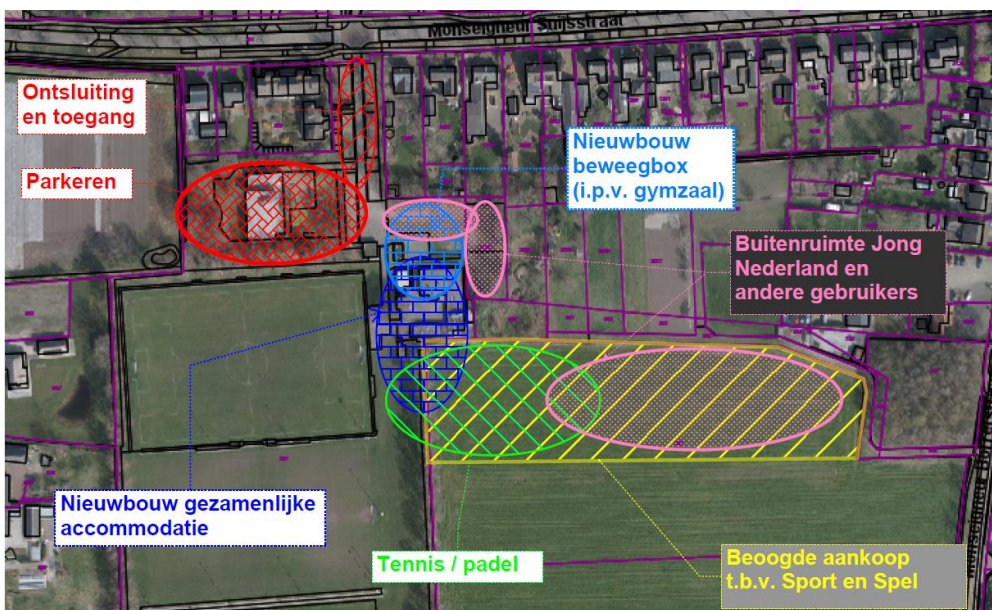 Monseigneur Suijsstraat
Ontsluiting
en toegang
Nieuwbouw
beweegbox
(i.p.v. gymzaal)
Parkeren
Buitenruimte Jong
Nederland en
andere gebruikers
Nieuwbouw gezamenlijke
accommodatie
Tennis / padel
Beoogde aankoop
t.b.v. Sport en Spel